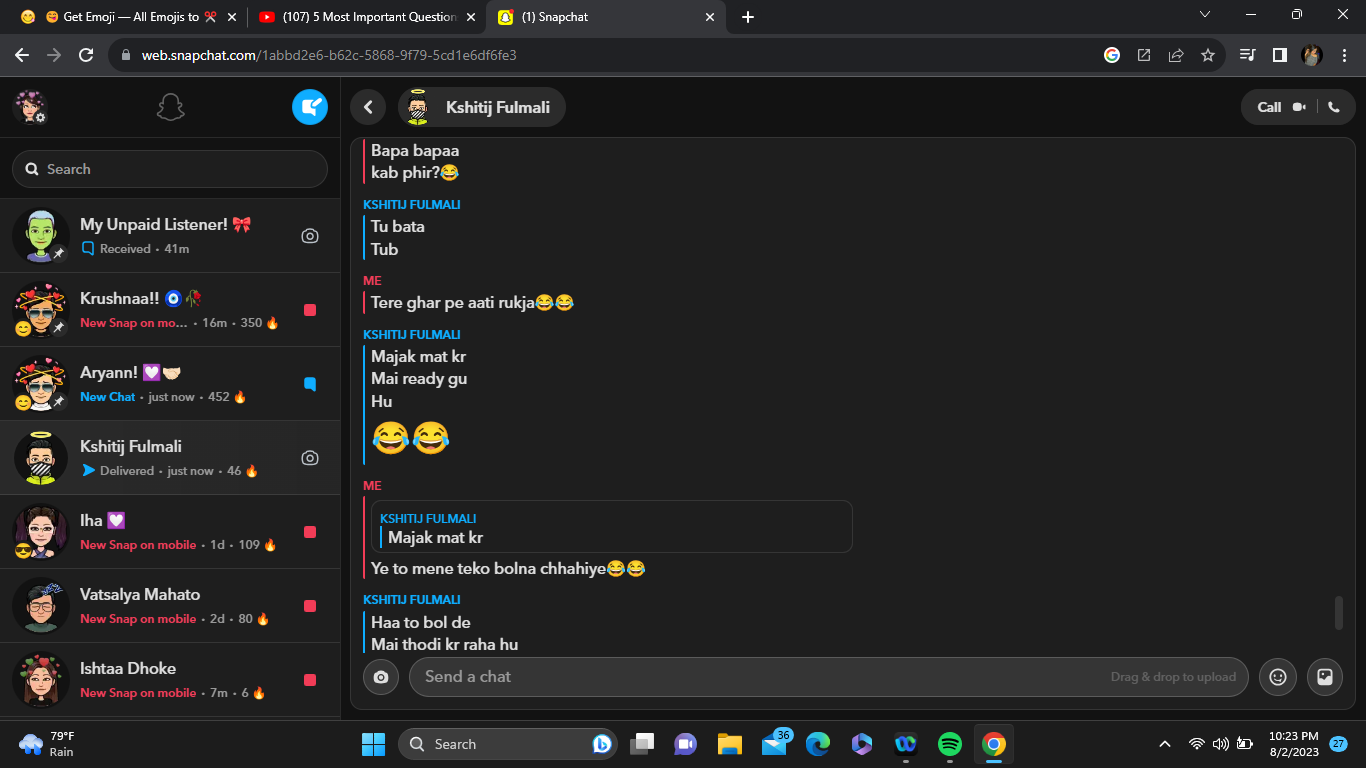 Get Emoji — All Emojis to
(107) 5 Most Important Question
(1) Snapchat
web.snapchat.com/1abbd2e6-b62c-5868-9f79-5cd1e6df6fe3
Search
My Unpaid Listener! 🎀
Received • 41m
Krushnaa!! 🧿🥀
New Snap on mo... • 16m • 350 🔥
Aryann! 💟🤝🏻
New Chat • just now • 452 🔥
Kshitij Fulmali
Delivered • just now • 46 🔥
Iha 💟
New Snap on mobile • 1d • 109 🔥
Vatsalya Mahato
New Snap on mobile • 2d • 80 🔥
Ishtaa Dhoke
New Snap on mobile • 7m • 6 🔥
Kshitij Fulmali
Call
Bapa bapaa
kab phir?😂
KSHITIJ FULMALI
Tu bata
Tub
ME
Tere ghar pe aati rukja😂😂
KSHITIJ FULMALI
Majak mat kr
Mai ready gu
Hu
😂😂
ME
KSHITIJ FULMALI
Majak mat kr
Ye to mene teko bolna chhahiye😂😂
KSHITIJ FULMALI
Haa to bol de
Mai thodi kr raha hu
Send a chat
Drag & drop to upload
79°F
Rain
Search
36
10:23 PM
8/2/2023
27